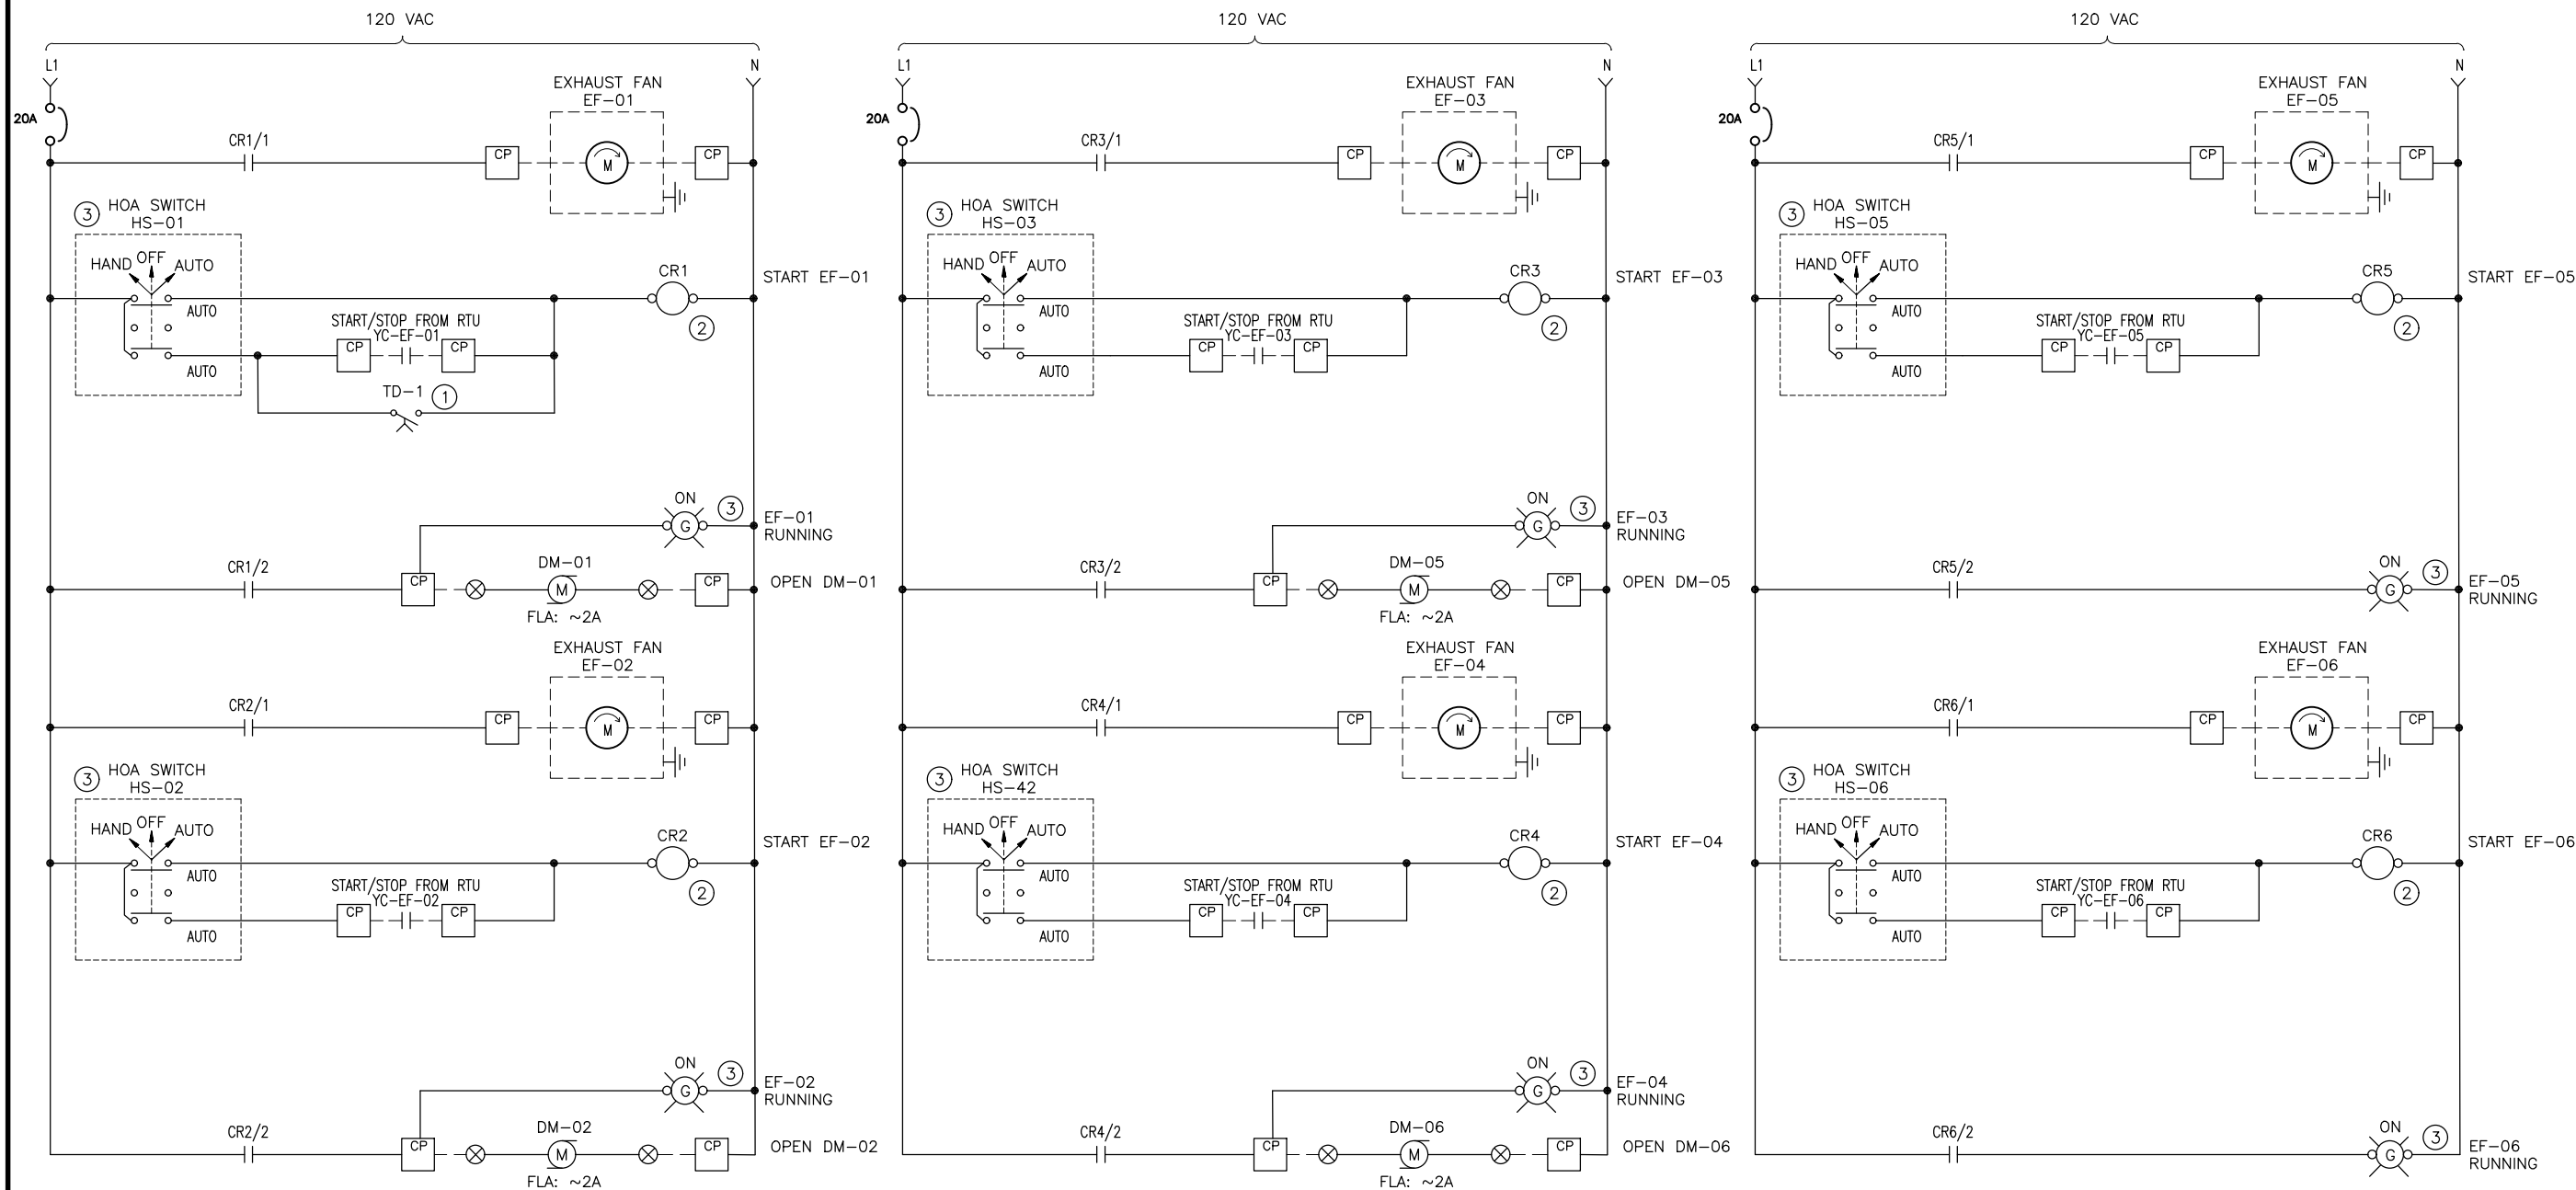 120 VAC
L1
N
20A
EXHAUST FAN
EF-01
CR1/1
CP
M
CP
3
HOA SWITCH
HS-01
HAND
OFF
AUTO
AUTO
CR1
2
START EF-01
START/STOP FROM RTU
YC-EF-01
CP
CP
AUTO
TD-1
1
ON
G
3
EF-01
RUNNING
CR1/2
CP
DM-01
M
FLA: ~2A
CP
OPEN DM-01
EXHAUST FAN
EF-02
CR2/1
CP
M
CP
3
HOA SWITCH
HS-02
HAND
OFF
AUTO
AUTO
CR2
2
START EF-02
START/STOP FROM RTU
YC-EF-02
CP
CP
AUTO
ON
G
3
EF-02
RUNNING
CR2/2
CP
DM-02
M
FLA: ~2A
CP
OPEN DM-02
120 VAC
L1
N
20A
EXHAUST FAN
EF-03
CR3/1
CP
M
CP
3
HOA SWITCH
HS-03
HAND
OFF
AUTO
AUTO
CR3
2
START EF-03
START/STOP FROM RTU
YC-EF-03
CP
CP
AUTO
ON
G
3
EF-03
RUNNING
CR3/2
CP
DM-05
M
FLA: ~2A
CP
OPEN DM-05
EXHAUST FAN
EF-04
CR4/1
CP
M
CP
3
HOA SWITCH
HS-42
HAND
OFF
AUTO
AUTO
CR4
2
START EF-04
START/STOP FROM RTU
YC-EF-04
CP
CP
AUTO
ON
G
3
EF-04
RUNNING
CR4/2
CP
DM-06
M
FLA: ~2A
CP
OPEN DM-06
120 VAC
L1
N
20A
EXHAUST FAN
EF-05
CR5/1
CP
M
CP
3
HOA SWITCH
HS-05
HAND
OFF
AUTO
AUTO
CR5
2
START EF-05
START/STOP FROM RTU
YC-EF-05
CP
CP
AUTO
ON
G
3
EF-05
RUNNING
CR5/2
EXHAUST FAN
EF-06
CR6/1
CP
M
CP
3
HOA SWITCH
HS-06
HAND
OFF
AUTO
AUTO
CR6
2
START EF-06
START/STOP FROM RTU
YC-EF-06
CP
CP
AUTO
ON
G
3
EF-06
RUNNING
CR6/2